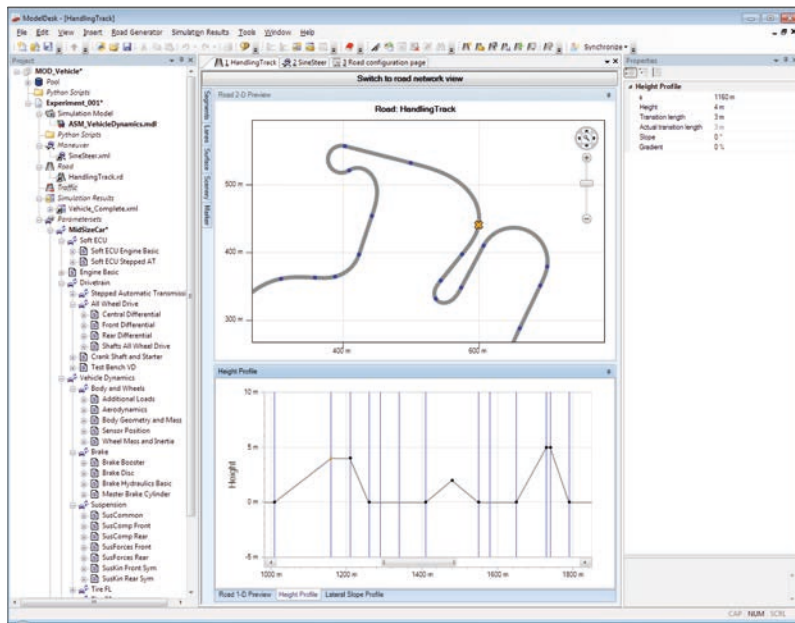 ModelDesk - [HandlingTrack]
File Edit View Insert Road Generator Simulation Results Tools Window Help
Synchronize
Project
MOD_Vehicle*
Pool
Python Scripts
Experiment_001*
Simulation Model
ASM_VehicleDynamics.mdl
Python Scripts
Maneuver
SineSteer.xml
Road
HandlingTrack.rd
Traffic
Simulation Results
Vehicle_Complete.xml
Parametersets
MidSizeCar*
Soft ECU
Soft ECU Engine Basic
Soft ECU Stepped AT
Engine Basic
Drivetrain
Stepped Automatic Transmissi
All Wheel Drive
Central Differential
Front Differential
Rear Differential
Shafts All Wheel Drive
Crank Shaft and Starter
Test Bench VD
Vehicle Dynamics
Body and Wheels
Additional Loads
Aerodynamics
Body Geometry and Mass
Sensor Position
Wheel Mass and Inertia
Brake
Brake Booster
Brake Disc
Brake Hydraulics Basic
Master Brake Cylinder
Suspension
SusCommon
SusComp Front
SusComp Rear
SusForces Front
SusForces Rear
SusKin Front Sym
SusKin Rear Sym
Tire FL
1 HandlingTrack 2 SineSteer 3 Road configuration page
Switch to road network view
Road 2-D Preview
Segments Lanes Surface Scenery Marker
Road: HandlingTrack
500 m
400 m
300 m
400 m 600 m
Height Profile
10 m
5 m
0 m
-5 m
Height
1000 m 1200 m 1400 m 1600 m 1800 m
Road 1-D Preview Height Profile Lateral Slope Profile
Properties
Height Profile
s 1160 m
Height 4 m
Transition length 3 m
Actual transition length 3 m
Slope 0 °
Gradient 0 %
CAP NUM SCRL